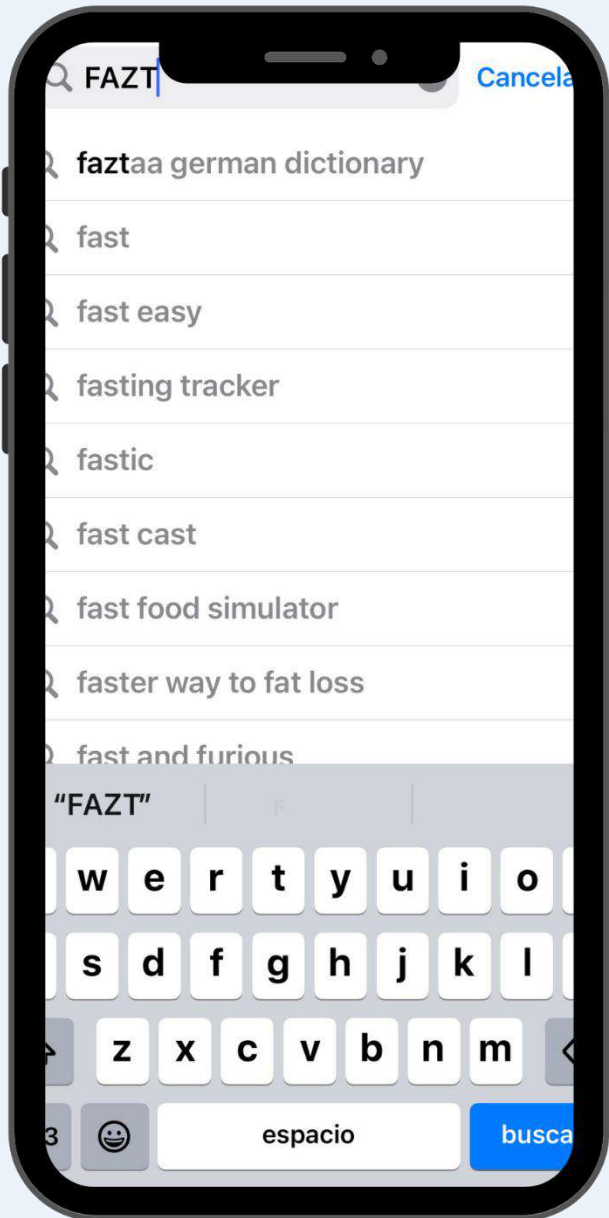 FAZT Cancela
faztaa german dictionary
fast
fast easy
fasting tracker
fastic
fast cast
fast food simulator
faster way to fat loss
fast and furious
“FAZT” F
w e r t y u i o
s d f g h j k l
z x c v b n m
3 espacio busca